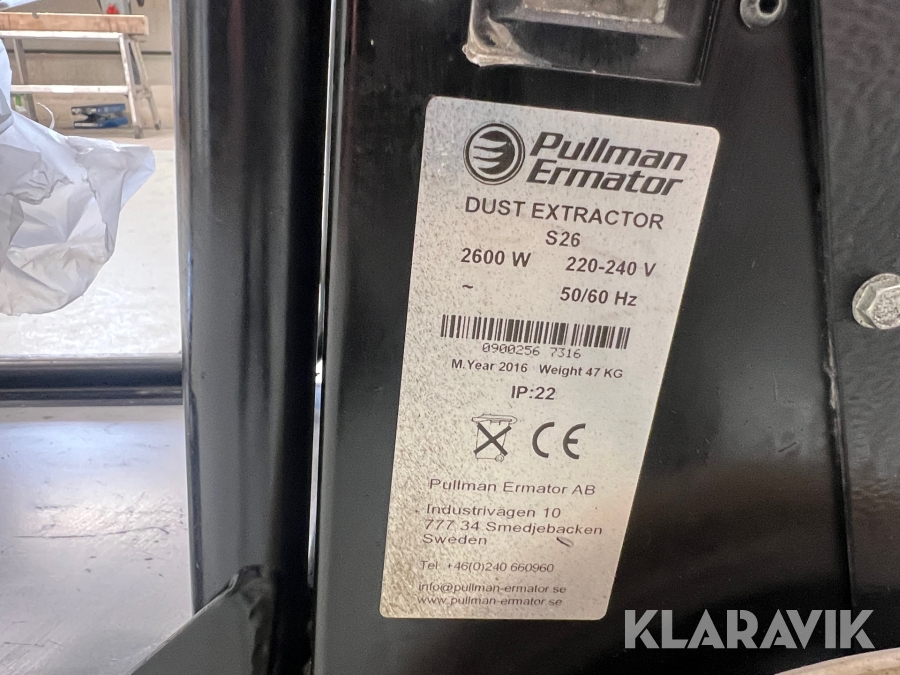 Pullman
Ermator
DUST EXTRACTOR
S26
2600 W 220-240 V
~ 50/60 Hz
0900256 7316
M.Year 2016 Weight 47 KG
IP:22
CE
Pullman Ermator AB
Industrivägen 10
777 34 Smedjebacken
Sweden
Tel: +46(0)240 660960
info@pullman-ermator.se
www.pullman-ermator.se
KLARAVIK